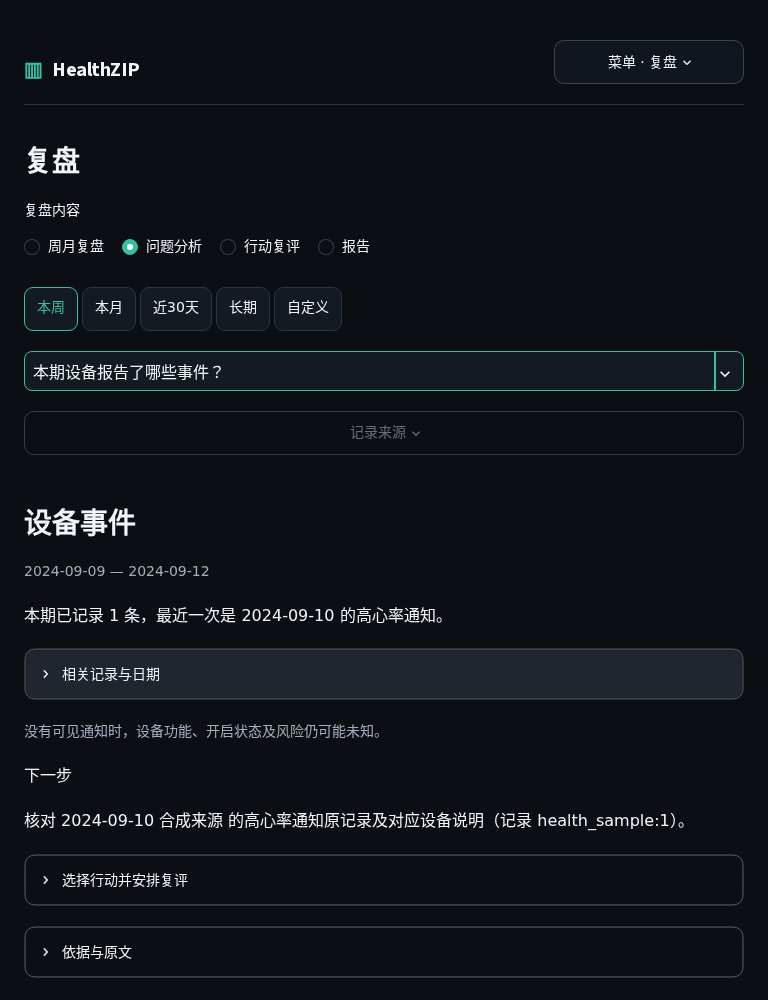 HealthZIP
菜单 · 复盘
复盘
复盘内容
周月复盘 问题分析 行动复评 报告
本周 本月 近30天 长期 自定义
本期设备报告了哪些事件？
记录来源
设备事件
2024-09-09 — 2024-09-12
本期已记录 1 条，最近一次是 2024-09-10 的高心率通知。
相关记录与日期
没有可见通知时，设备功能、开启状态及风险仍可能未知。
下一步
核对 2024-09-10 合成来源 的高心率通知原记录及对应设备说明（记录 health_sample:1）。
选择行动并安排复评
依据与原文